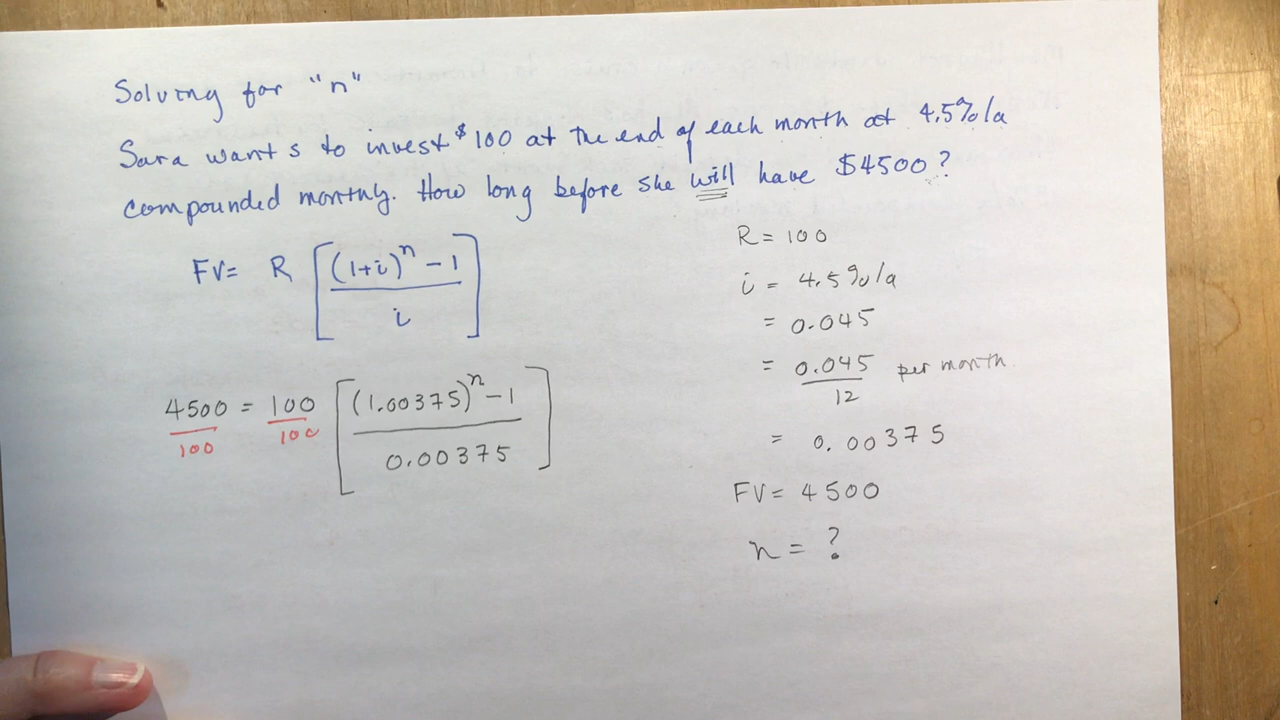 Solving for "n"
Sara wants to invest $100 at the end of each month at 4.5%/a
compounded montnly. How long before she will have $4500?
FV= R [(1+i)^n - 1 / i]
4500/100 = 100/100 [(1.00375)^n - 1 / 0.00375]
R = 100
i = 4.5%/a
= 0.045
= 0.045/12 per month
= 0.00375
FV = 4500
n = ?